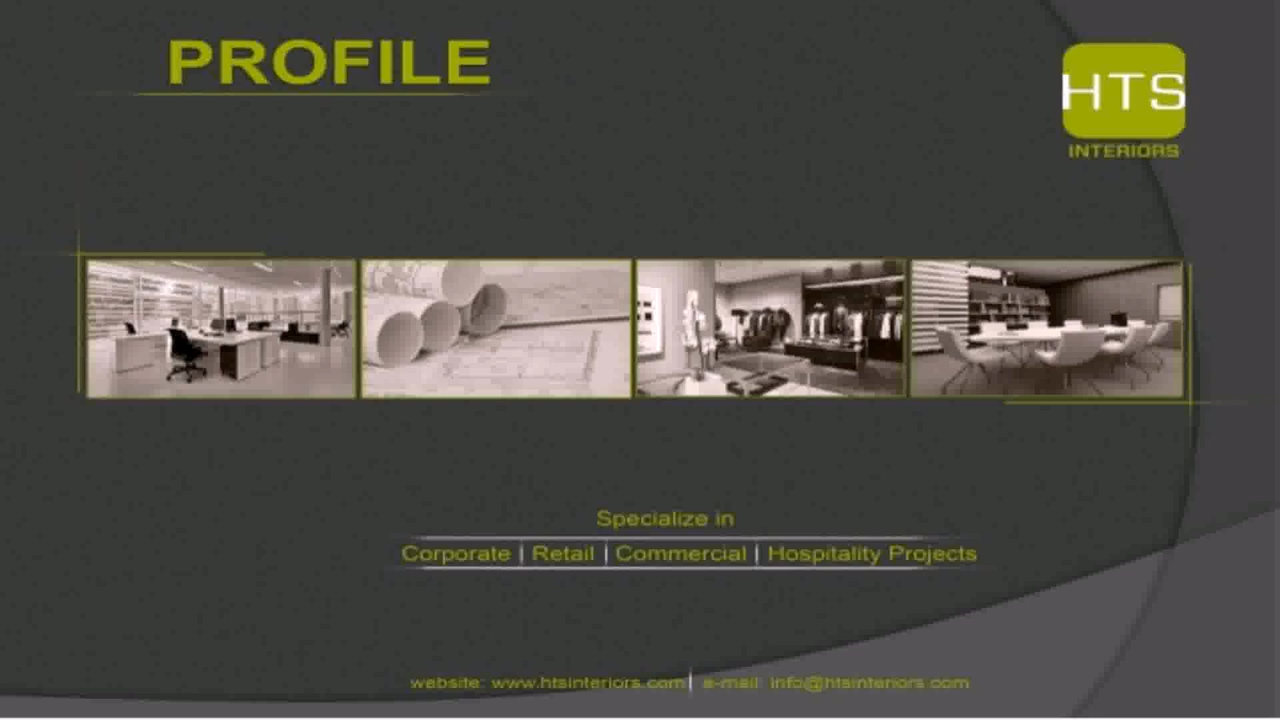 PROFILE
HTS
INTERIORS
Specialize in
Corporate | Retail | Commercial | Hospitality Projects
website: www.htsinteriors.com | e-mail: info@htsinteriors.com